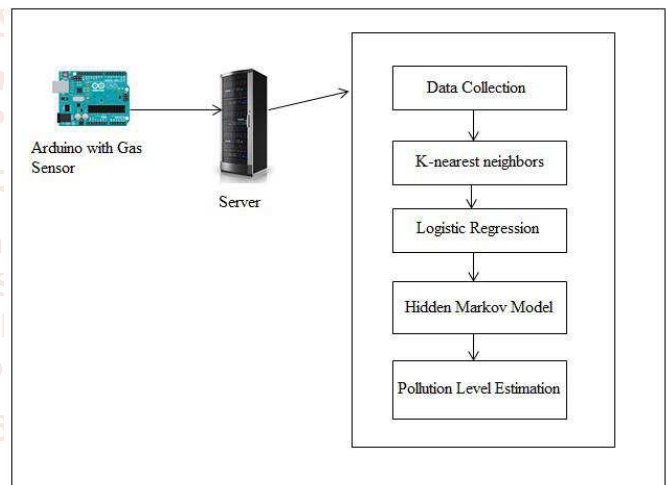 Arduino with Gas
Sensor
Server
Data Collection
K-nearest neighbors
Logistic Regression
Hidden Markov Model
Pollution Level Estimation